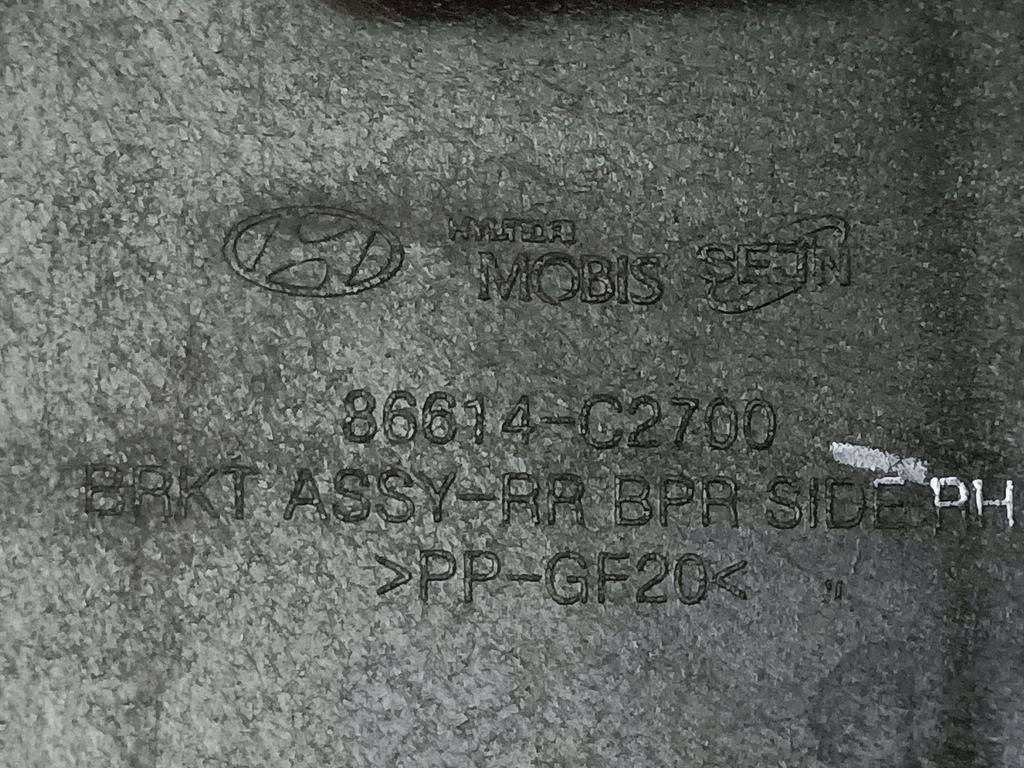 HYUNDAI
MOBIS SEJIN
86614-C2700
BRKT ASSY-RR BPR SIDE,RH
>PP-GF20<